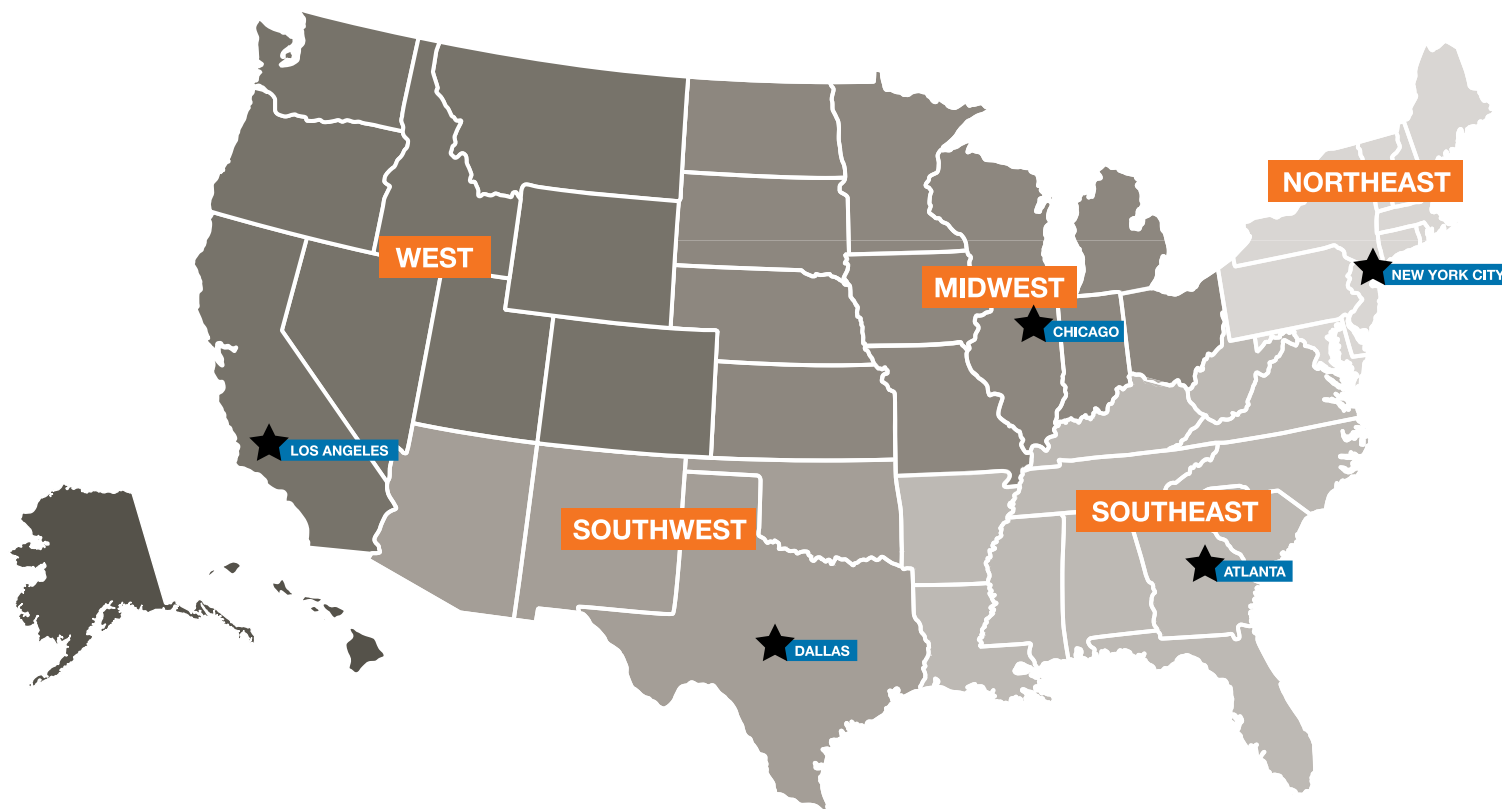 NORTHEAST
WEST
NEW YORK CITY
MIDWEST
CHICAGO
LOS ANGELES
SOUTHEAST
SOUTHWEST
ATLANTA
DALLAS